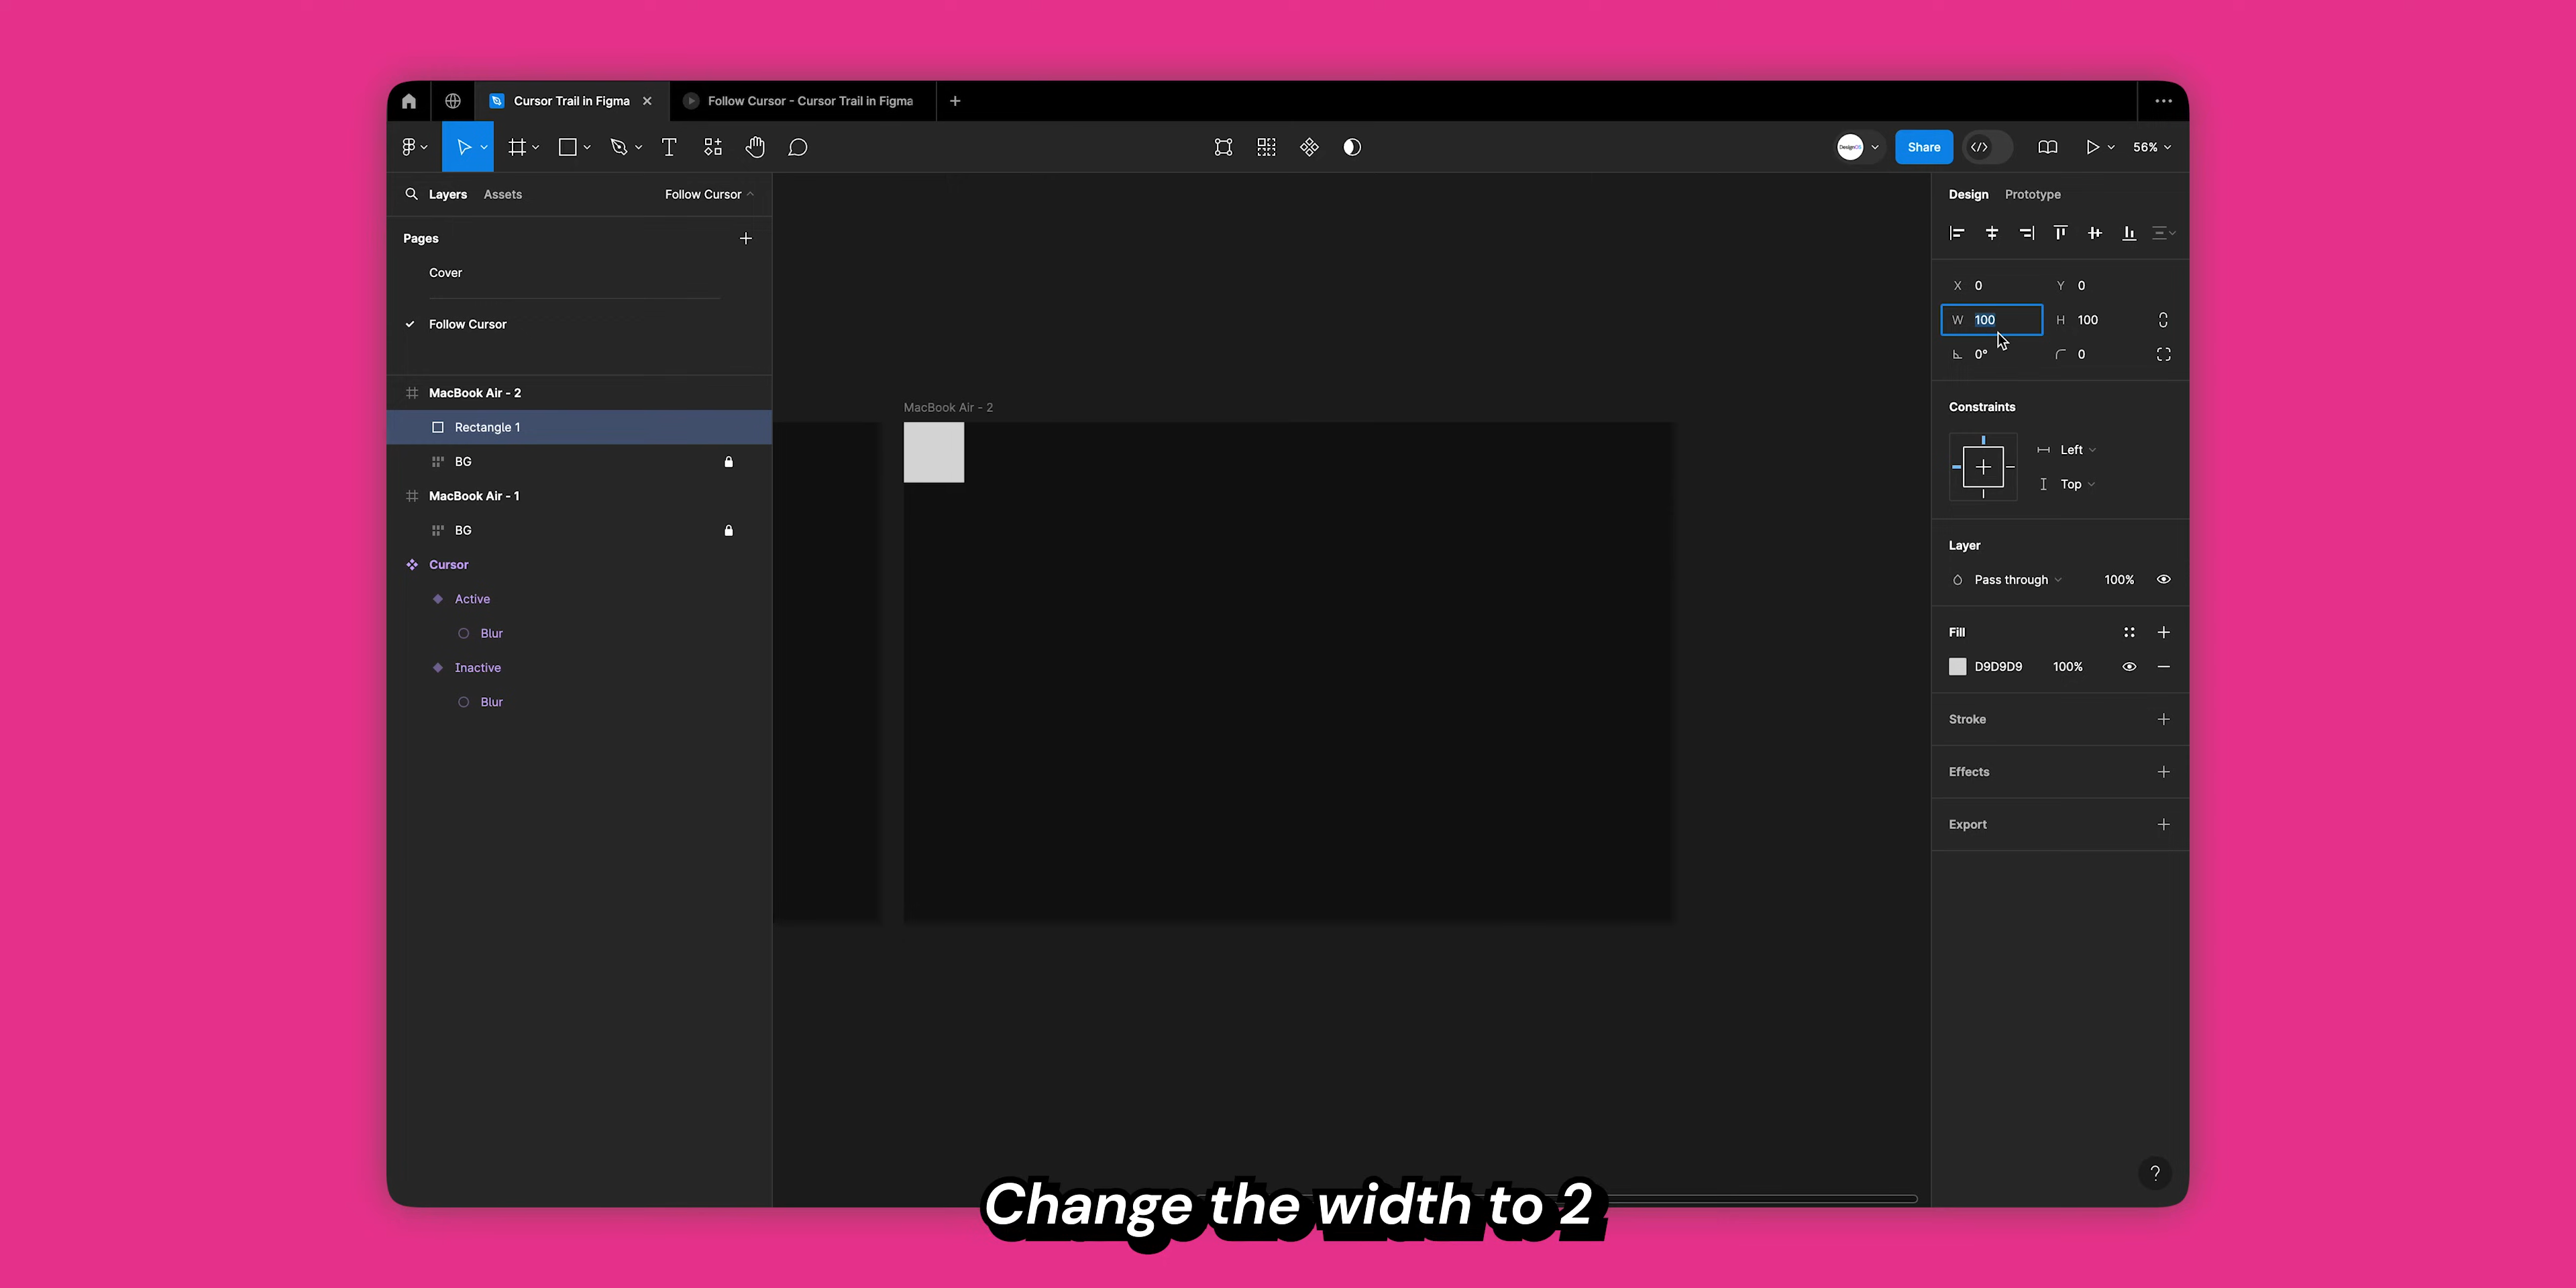 Cursor Trail in Figma
Follow Cursor - Cursor Trail in Figma
DesignOS
Share
56%
Layers
Assets
Follow Cursor
Pages
Cover
Follow Cursor
MacBook Air - 2
Rectangle 1
BG
MacBook Air - 1
BG
Cursor
Active
Blur
Inactive
Blur
MacBook Air - 2
Design
Prototype
X 0
Y 0
W 100
H 100
0°
0
Constraints
Left
Top
Layer
Pass through
100%
Fill
D9D9D9
100%
Stroke
Effects
Export
?
Change the width to 2